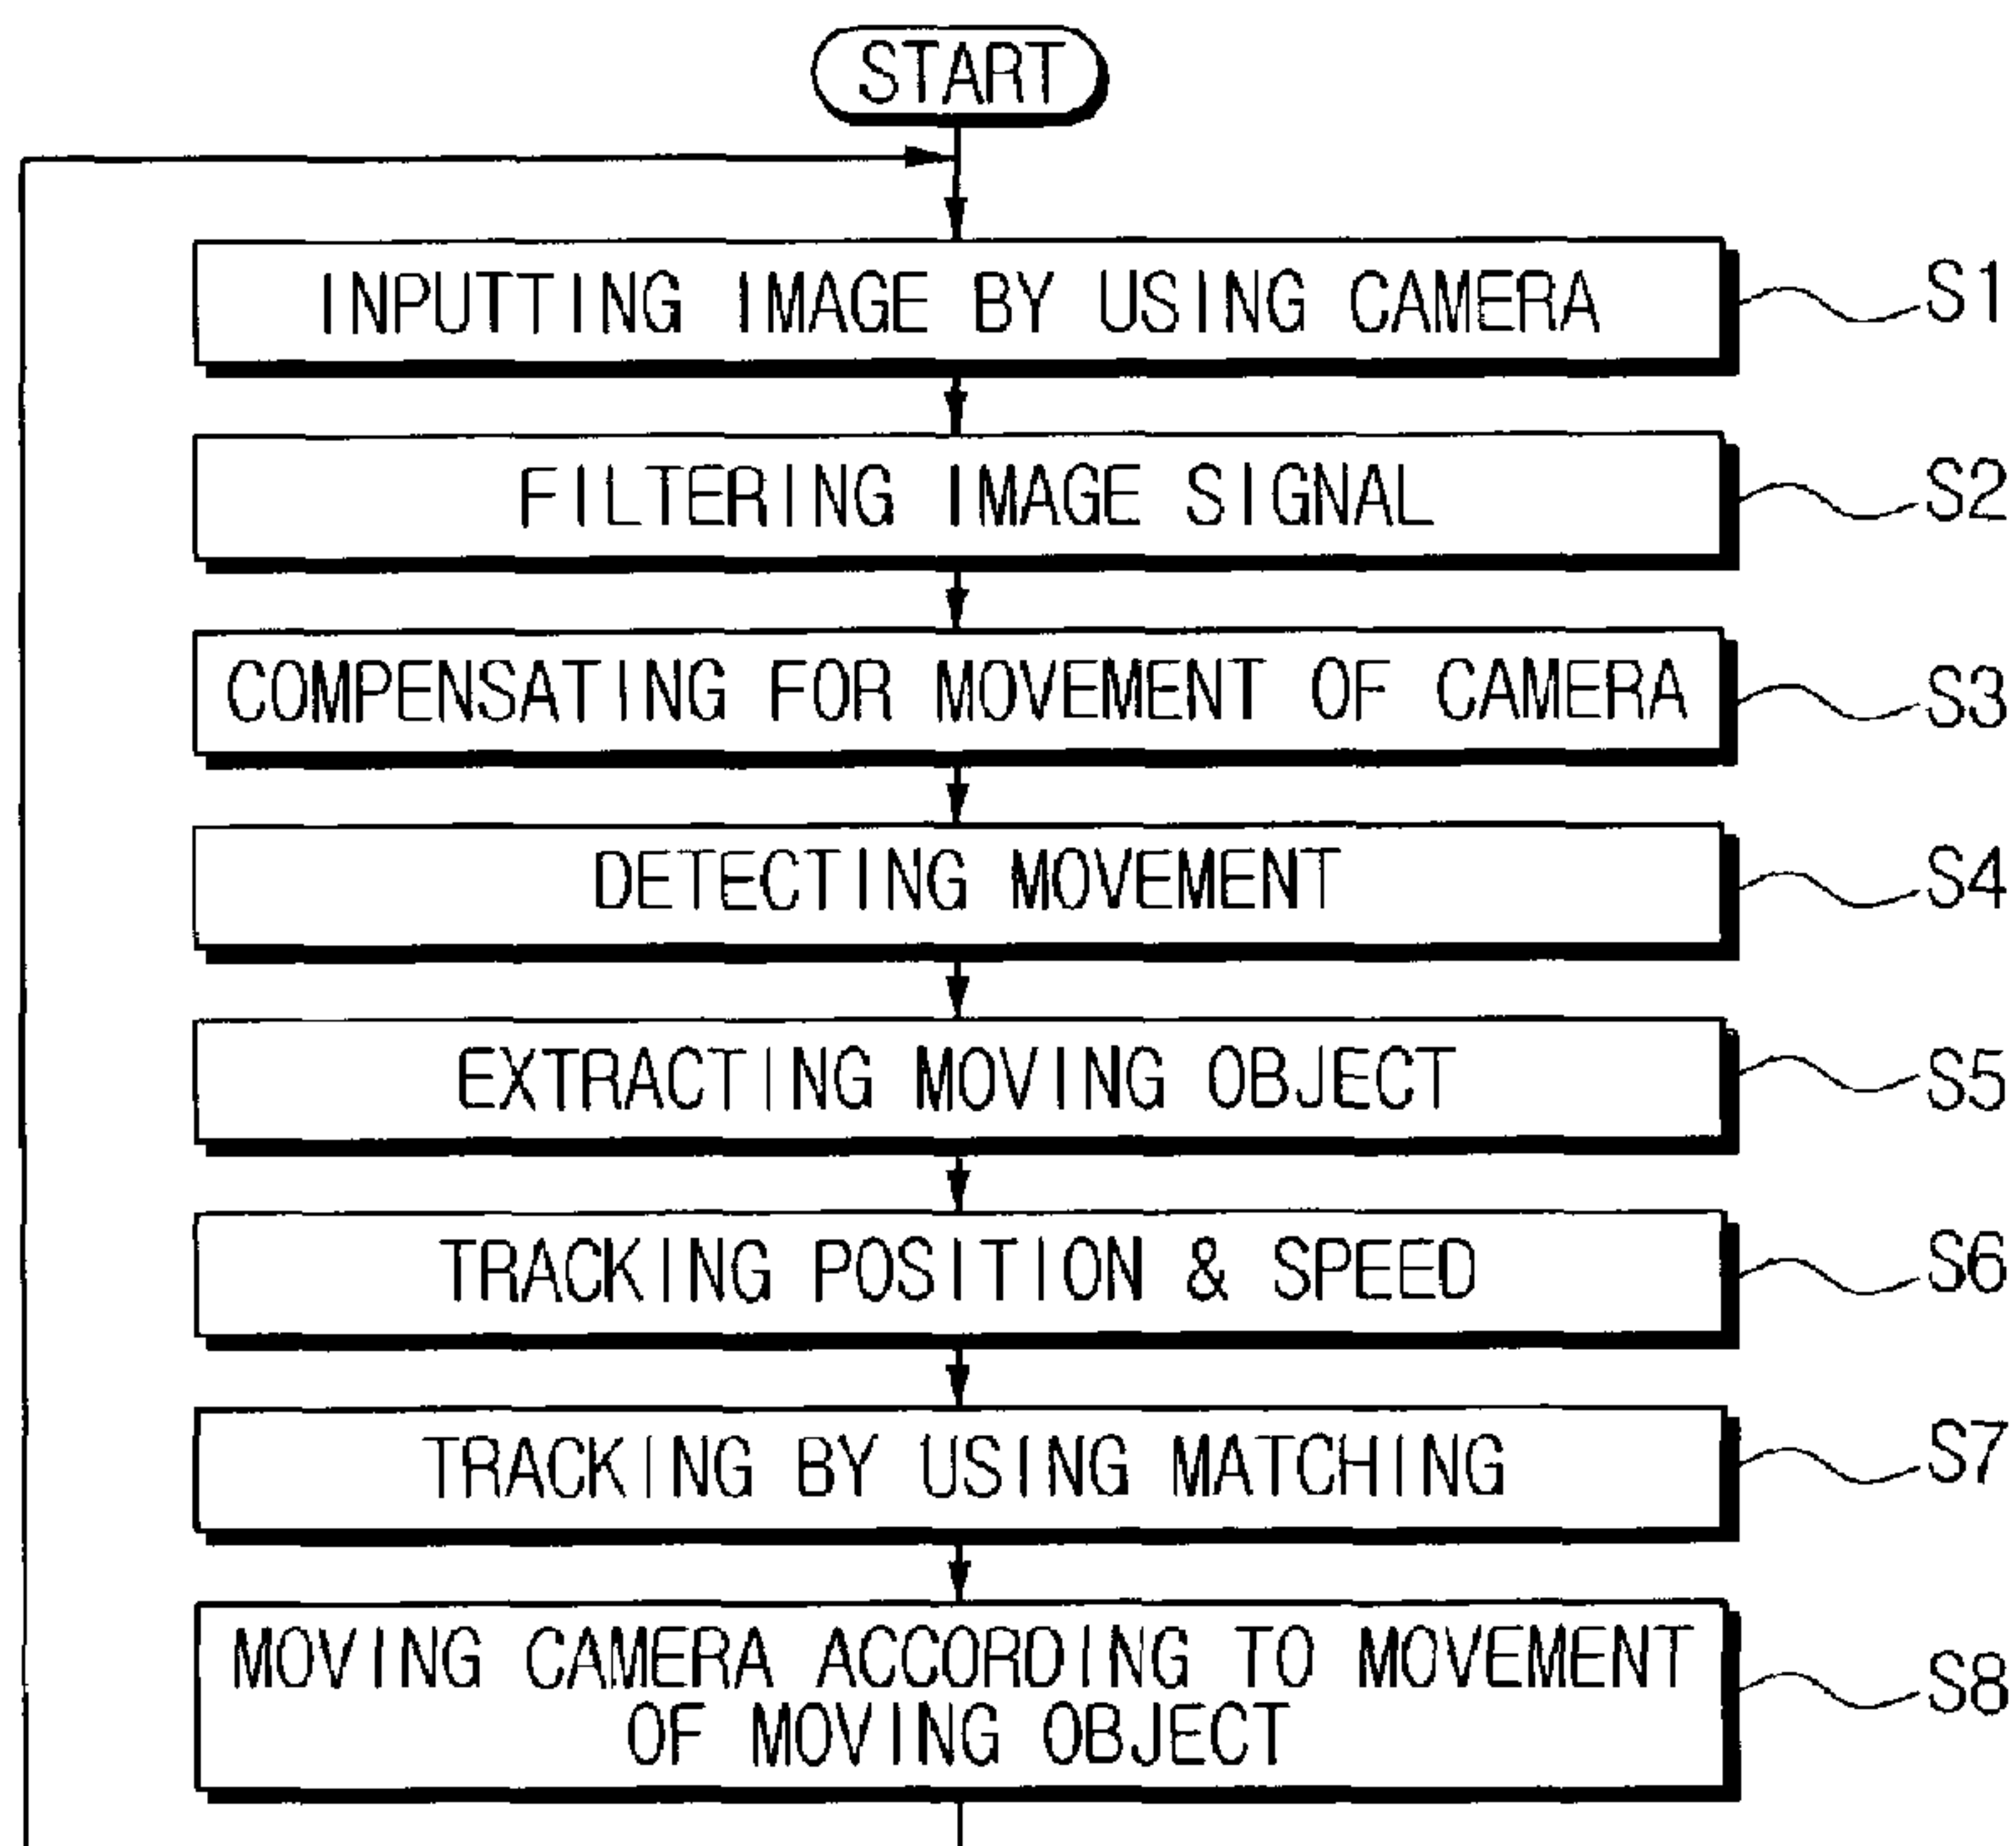 START
INPUTTING IMAGE BY USING CAMERA
S1
FILTERING IMAGE SIGNAL
S2
COMPENSATING FOR MOVEMENT OF CAMERA
S3
DETECTING MOVEMENT
S4
EXTRACTING MOVING OBJECT
S5
TRACKING POSITION & SPEED
S6
TRACKING BY USING MATCHING
S7
MOVING CAMERA ACCORDING TO MOVEMENT
OF MOVING OBJECT
S8